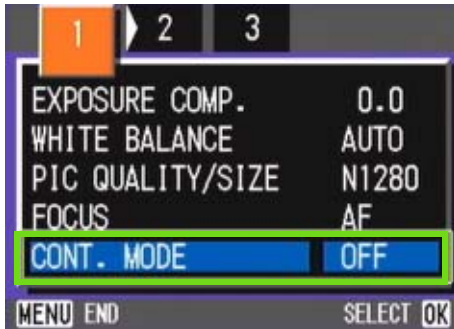 1 2 3
EXPOSURE COMP. 0.0
WHITE BALANCE AUTO
PIC QUALITY/SIZE N1280
FOCUS AF
CONT. MODE OFF
MENU END SELECT OK